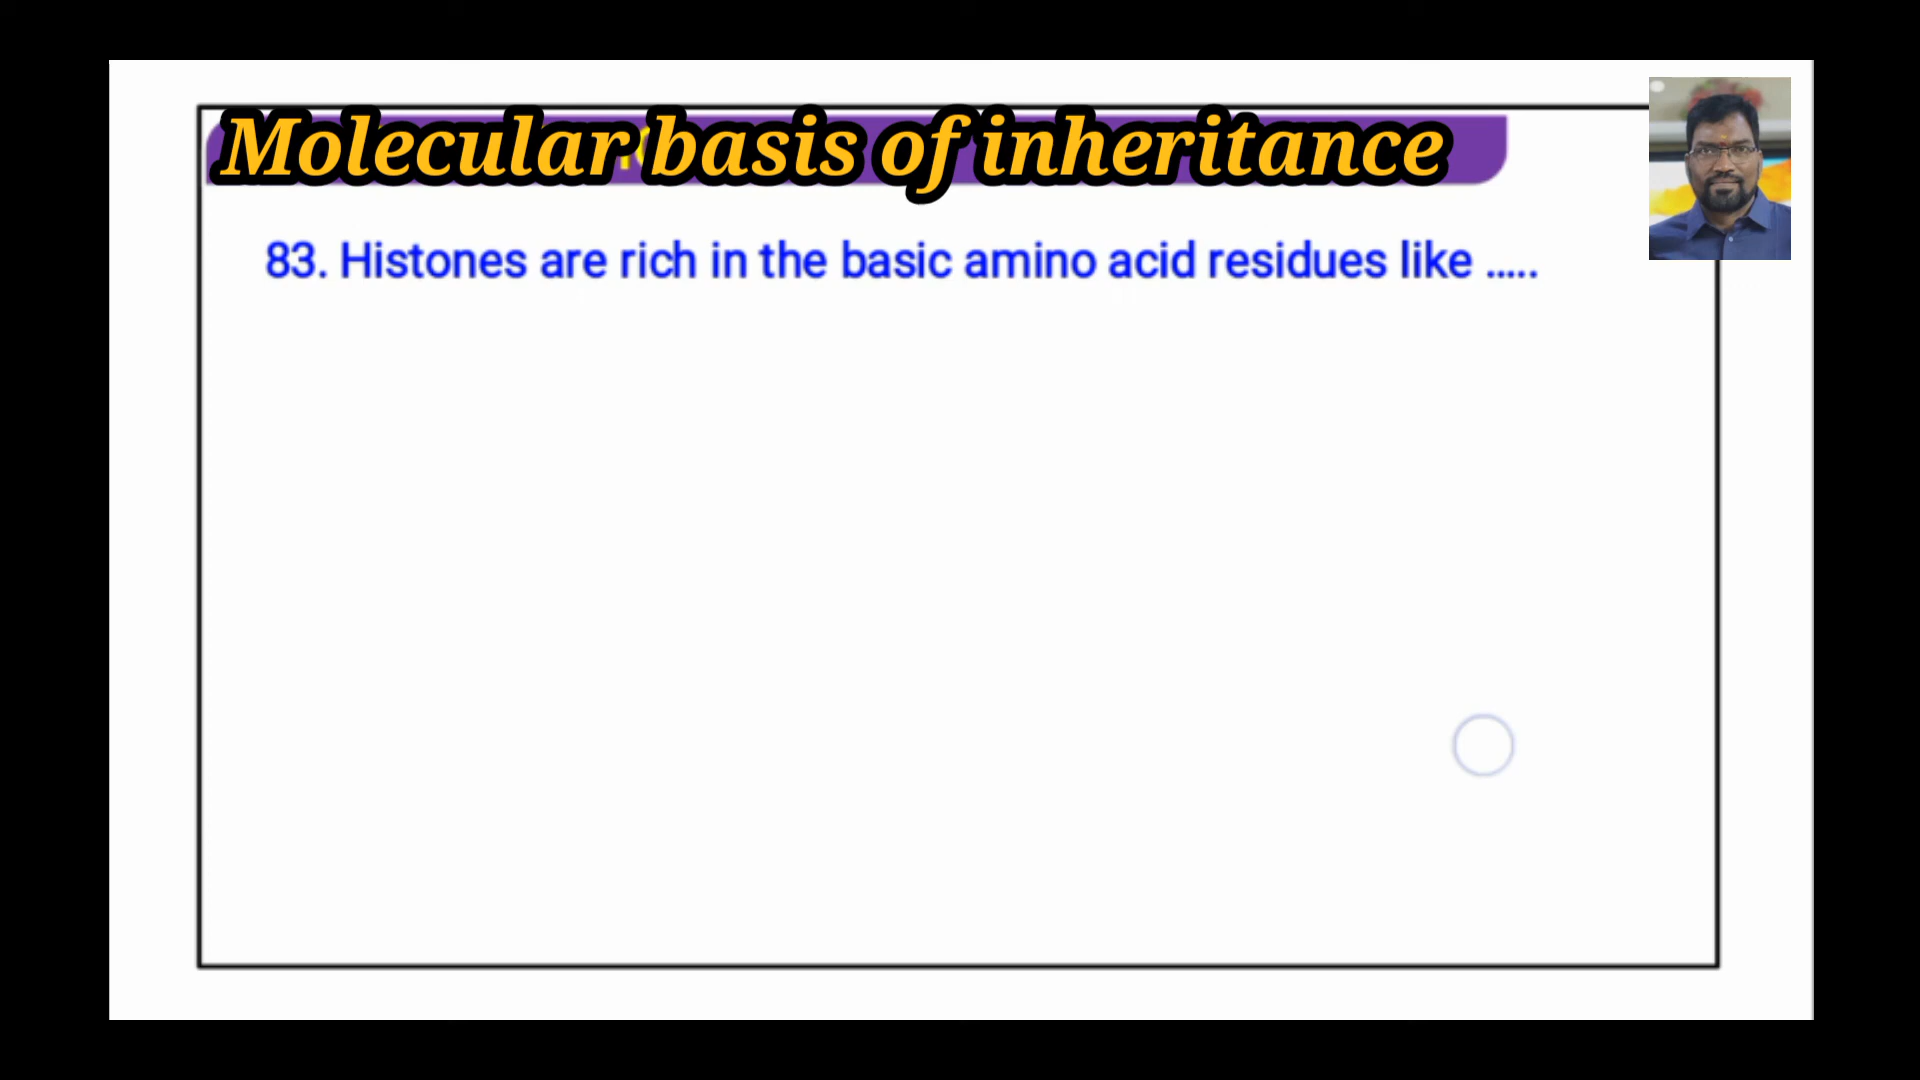 Molecular basis of inheritance
83. Histones are rich in the basic amino acid residues like .....